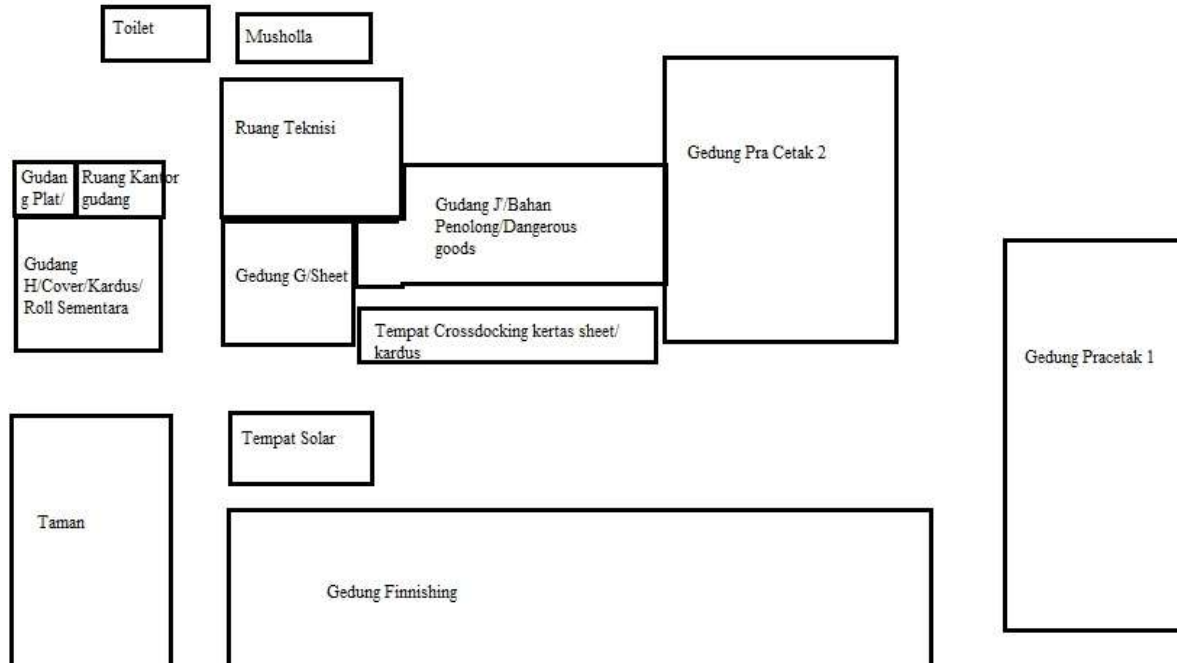 Toilet
Musholla
Ruang Teknisi
Gedung Pra Cetak 2
Gudan
g Plat/
Ruang Kantor
gudang
Gudang J'/Bahan
Penolong/Dangerous
goods
Gudang
H/Cover/Kardus/
Roll Sementara
Gedung G/Sheet
Tempat Crossdocking kertas sheet/
kardus
Gedung Pracetak 1
Tempat Solar
Taman
Gedung Finnishing